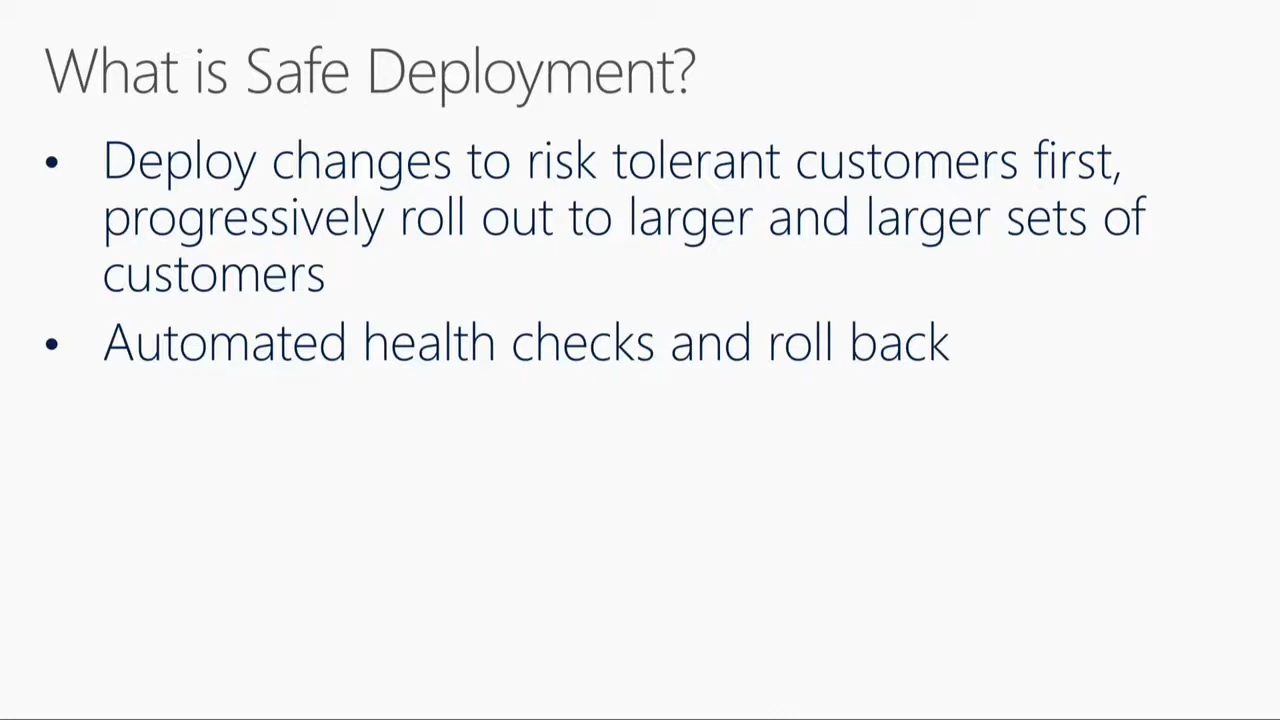 What is Safe Deployment?
• Deploy changes to risk tolerant customers first,
progressively roll out to larger and larger sets of
customers
• Automated health checks and roll back